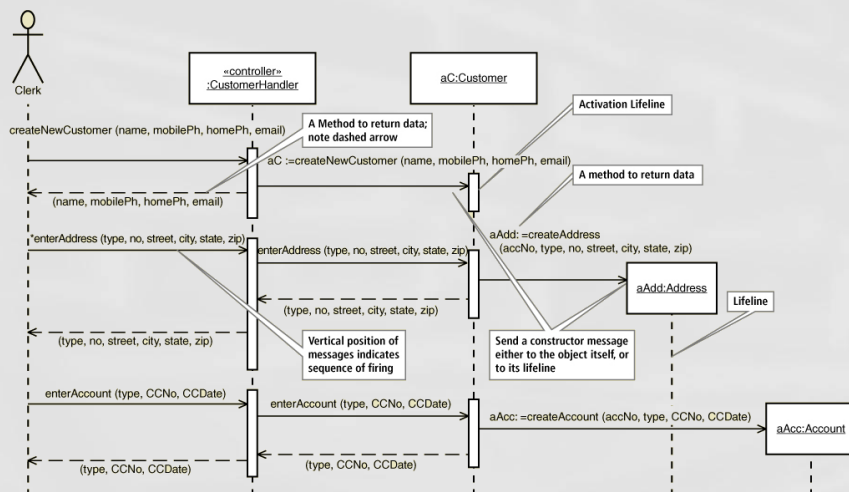 «controller»
:CustomerHandler
aC:Customer
Clerk
Activation Lifeline
A Method to return data;
note dashed arrow
createNewCustomer (name, mobilePh, homePh, email)
aC :=createNewCustomer (name, mobilePh, homePh, email)
A method to return data
(name, mobilePh, homePh, email)
aAdd: =createAddress
(accNo, type, no, street, city, state, zip)
*enterAddress (type, no, street, city, state, zip)
enterAddress (type, no, street, city, state, zip)
aAdd:Address
Lifeline
(type, no, street, city, state, zip)
(type, no, street, city, state, zip)
Vertical position of
messages indicates
sequence of firing
Send a constructor message
either to the object itself, or
to its lifeline
enterAccount (type, CCNo, CCDate)
enterAccount (type, CCNo, CCDate)
aAcc: =createAccount (accNo, type, CCNo, CCDate)
aAcc:Account
(type, CCNo, CCDate)
(type, CCNo, CCDate)